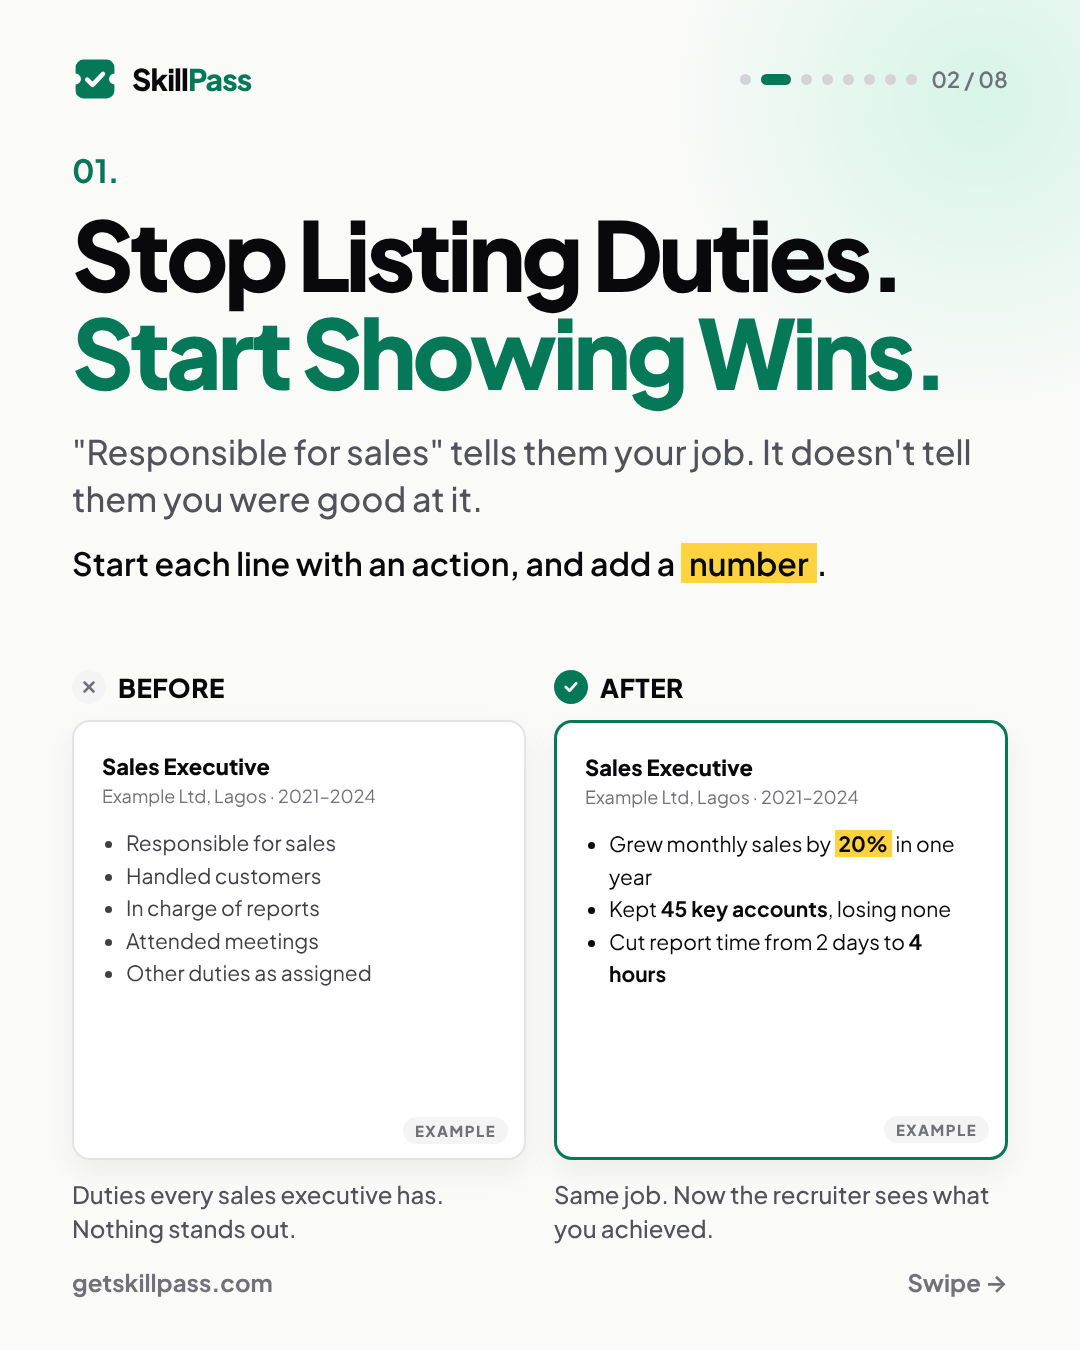 SkillPass
02 / 08
01.
Stop Listing Duties.
Start Showing Wins.
"Responsible for sales" tells them your job. It doesn't tell
them you were good at it.
Start each line with an action, and add a number .
BEFORE
Sales Executive
Example Ltd, Lagos · 2021–2024
• Responsible for sales
• Handled customers
• In charge of reports
• Attended meetings
• Other duties as assigned
EXAMPLE
Duties every sales executive has.
Nothing stands out.
AFTER
Sales Executive
Example Ltd, Lagos · 2021–2024
• Grew monthly sales by 20% in one
year
• Kept 45 key accounts, losing none
• Cut report time from 2 days to 4
hours
EXAMPLE
Same job. Now the recruiter sees what
you achieved.
getskillpass.com
Swipe →